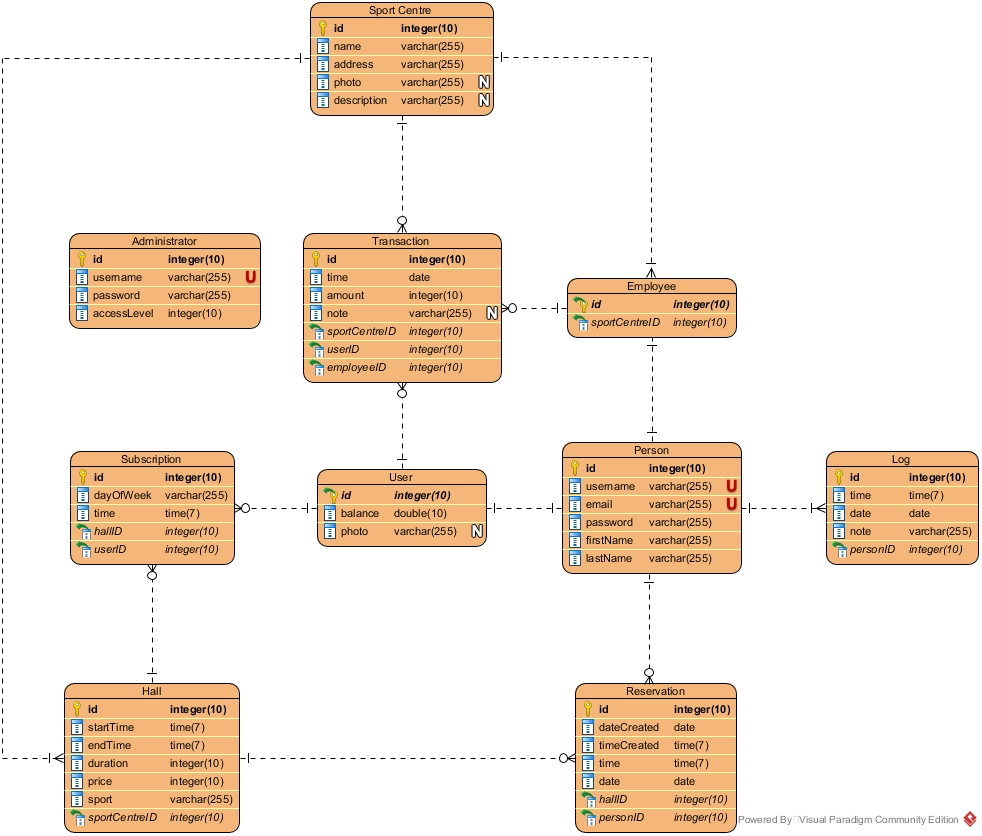 Sport Centre
id integer(10)
name varchar(255)
address varchar(255)
photo varchar(255) N
description varchar(255) N
Administrator
id integer(10)
username varchar(255) U
password varchar(255)
accessLevel integer(10)
Transaction
id integer(10)
time date
amount integer(10)
note varchar(255) N
sportCentreID integer(10)
userID integer(10)
employeeID integer(10)
Employee
id integer(10)
sportCentreID integer(10)
Subscription
id integer(10)
dayOfWeek varchar(255)
time time(7)
hallID integer(10)
userID integer(10)
User
id integer(10)
balance double(10)
photo varchar(255) N
Person
id integer(10)
username varchar(255) U
email varchar(255) U
password varchar(255)
firstName varchar(255)
lastName varchar(255)
Log
id integer(10)
time time(7)
date date
note varchar(255)
personID integer(10)
Hall
id integer(10)
startTime time(7)
endTime time(7)
duration integer(10)
price integer(10)
sport varchar(255)
sportCentreID integer(10)
Reservation
id integer(10)
dateCreated date
timeCreated time(7)
time time(7)
date date
hallID integer(10)
personID integer(10)
Powered By Visual Paradigm Community Edition